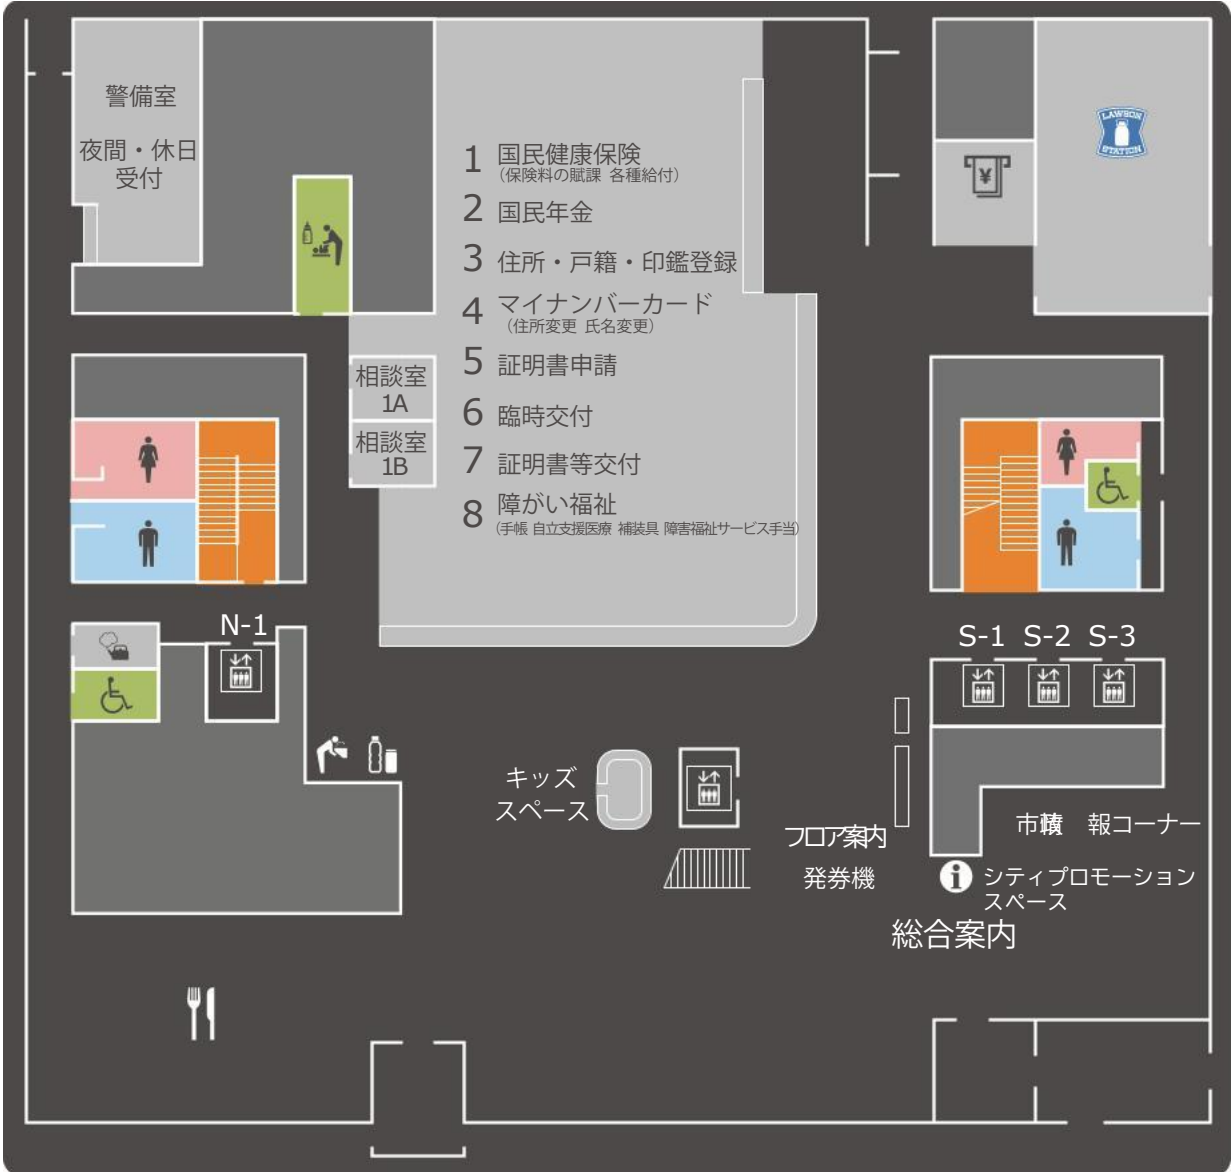 警備室
夜間・休日
受付
LAWSON
STATION
¥
1 国民健康保険
(保険料の賦課 各種給付)
2 国民年金
3 住所・戸籍・印鑑登録
4 マイナンバーカード
(住所変更 氏名変更)
5 証明書申請
6 臨時交付
7 証明書等交付
8 障がい福祉
(手帳 自立支援医療 補装具 障害福祉サービス手当)
相談室
1A
相談室
1B
N-1
S-1 S-2 S-3
キッズ
スペース
フロア案内
発券機
報コーナー
i シティプロモーション
スペース
総合案内